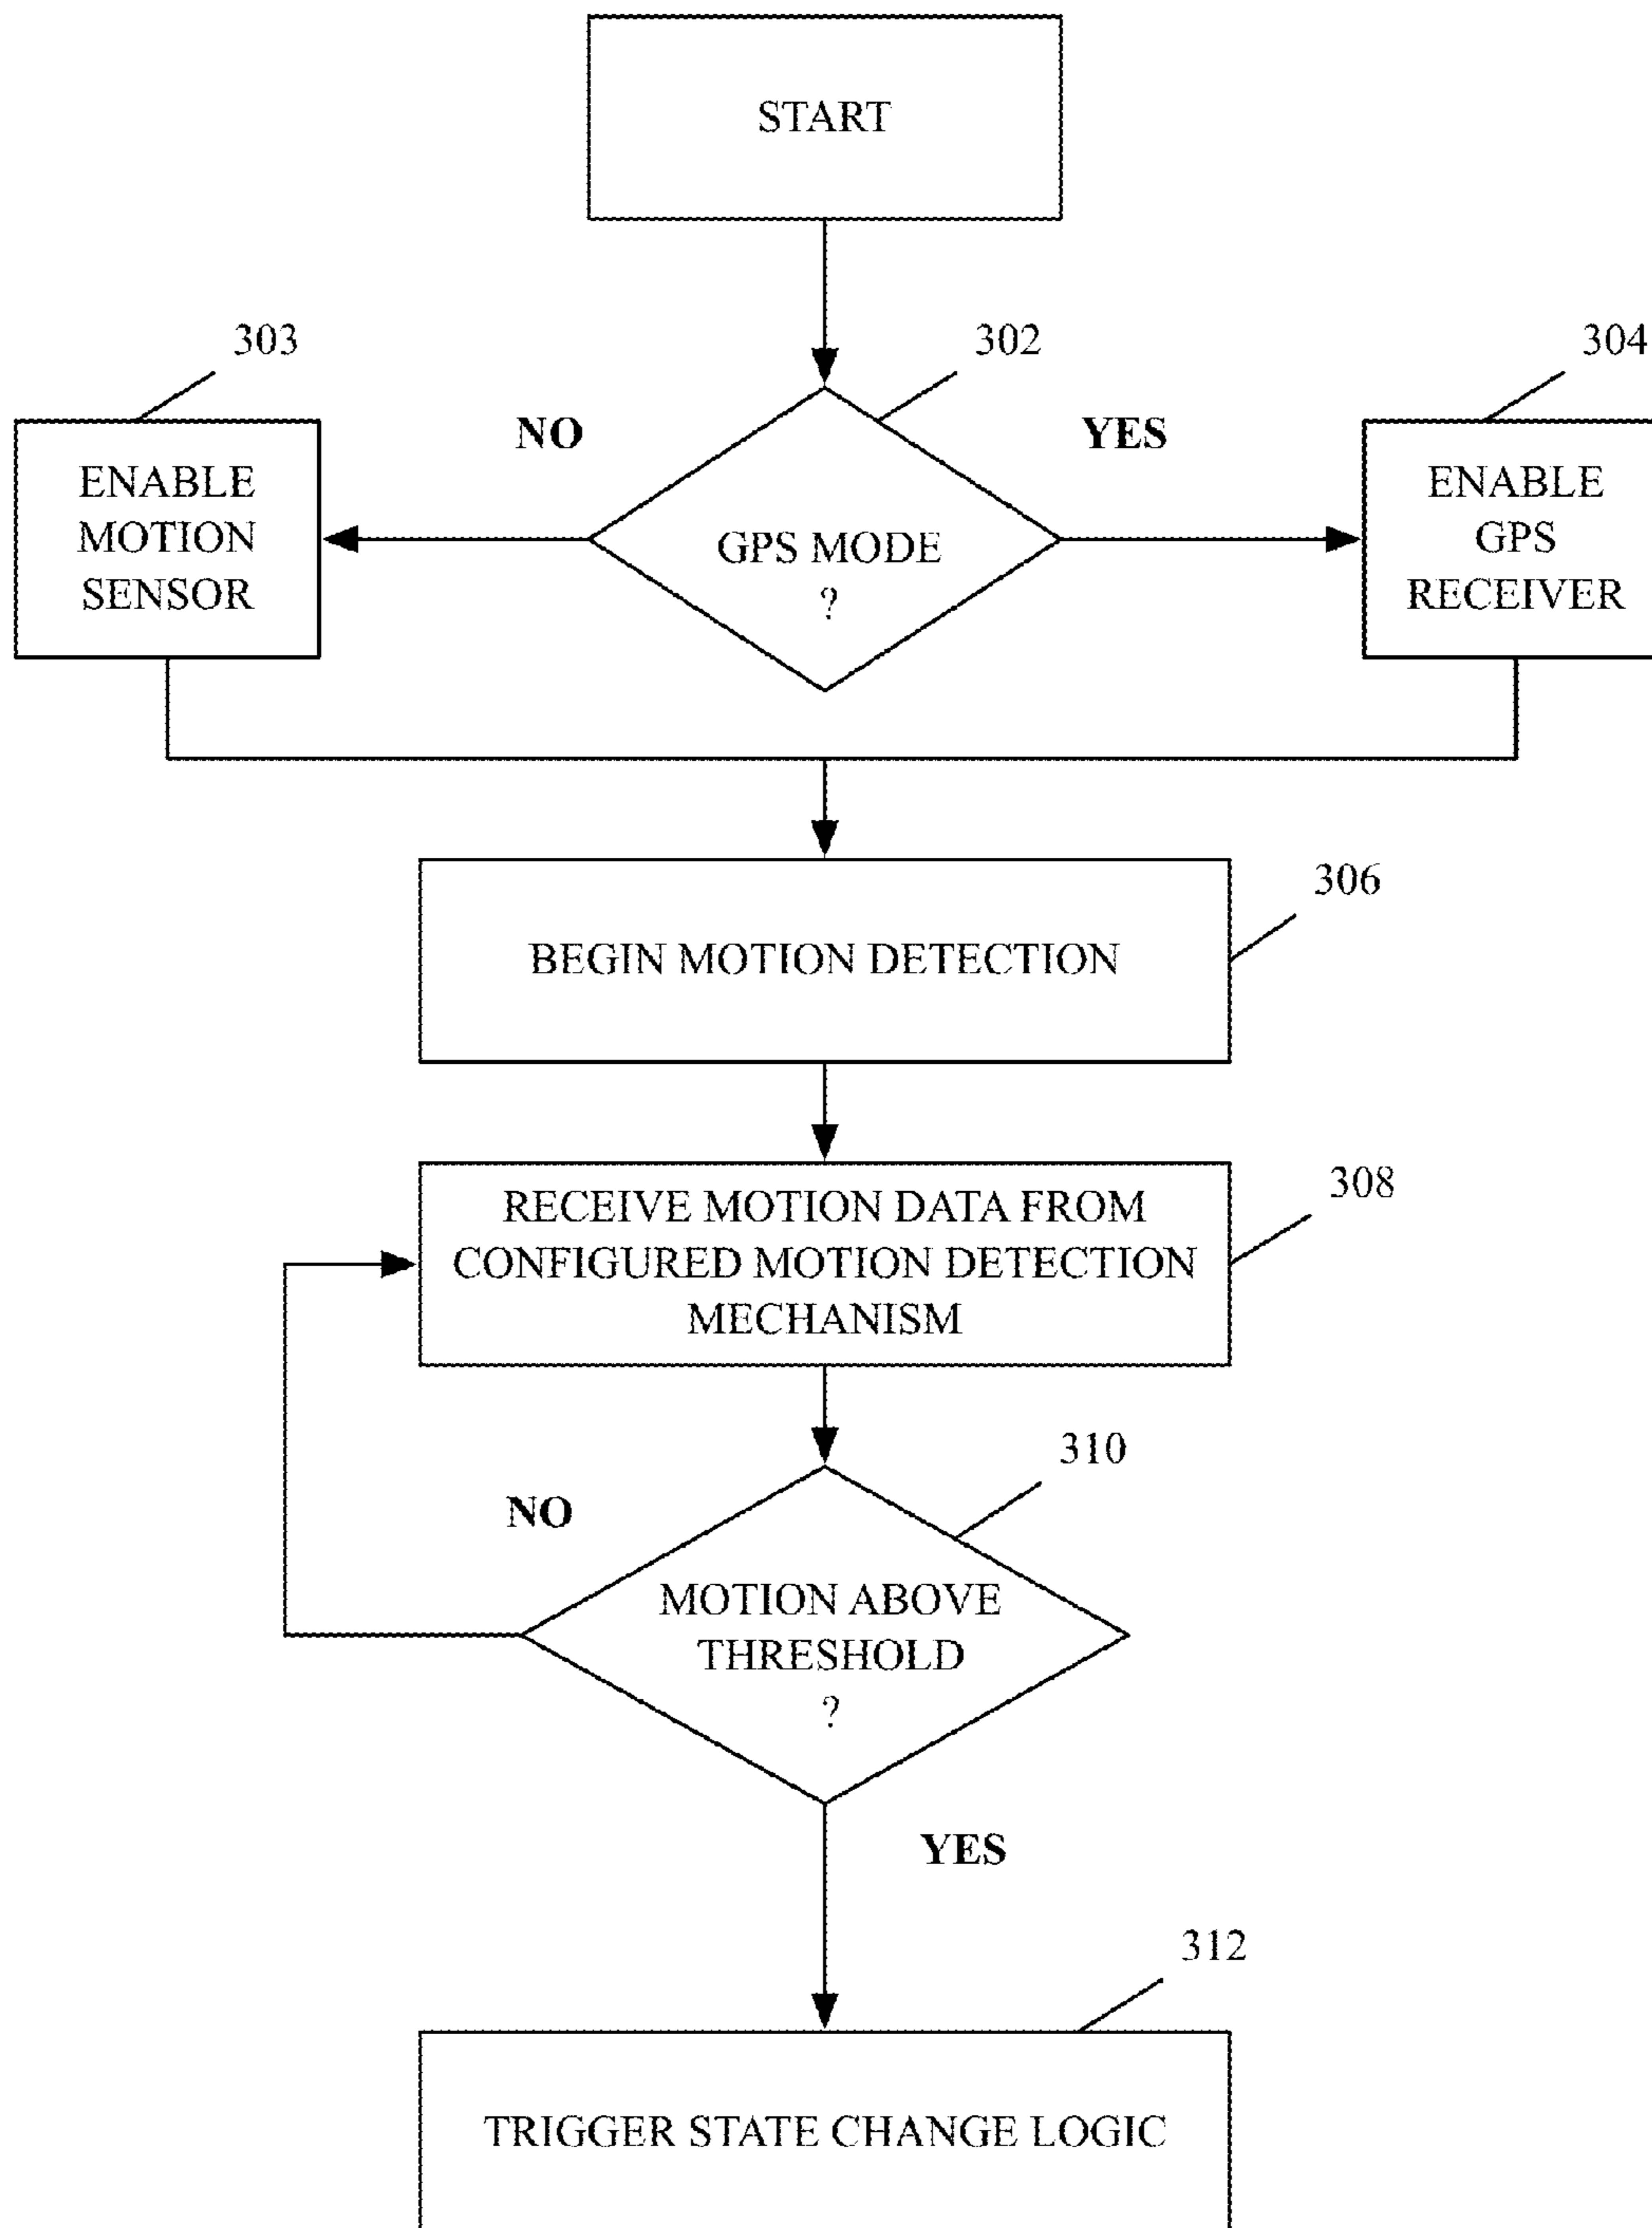 START
303
302
304
NO
YES
ENABLE
MOTION
SENSOR
GPS MODE
?
ENABLE
GPS
RECEIVER
306
BEGIN MOTION DETECTION
308
RECEIVE MOTION DATA FROM
CONFIGURED MOTION DETECTION
MECHANISM
310
NO
MOTION ABOVE
THRESHOLD
?
YES
312
TRIGGER STATE CHANGE LOGIC